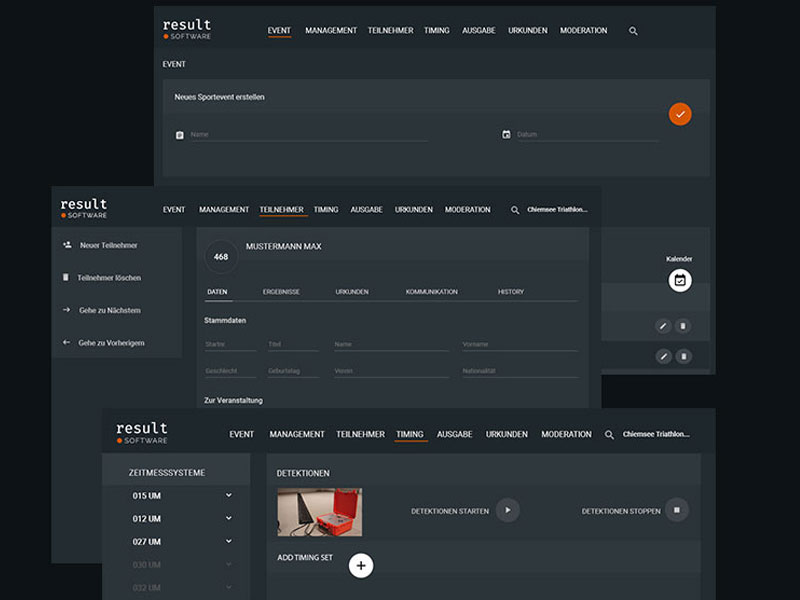 result
SOFTWARE
EVENT MANAGEMENT TEILNEHMER TIMING AUSGABE URKUNDEN MODERATION
EVENT
Neues Sportevent erstellen
Name Datum
Kalender
result
SOFTWARE
EVENT MANAGEMENT TEILNEHMER TIMING AUSGABE URKUNDEN MODERATION Chiemsee Triathlon...
Neuer Teilnehmer
Teilnehmer löschen
Gehe zu Nächstem
Gehe zu Vorherigem
468 MUSTERMANN MAX
DATEN ERGEBNISSE URKUNDEN KOMMUNIKATION HISTORY
Stammdaten
Startnr. Titel Name Vorname
Geschlecht Geburtstag Verein Nationalität
Zur Veranstaltung
result
SOFTWARE
EVENT MANAGEMENT TEILNEHMER TIMING AUSGABE URKUNDEN MODERATION Chiemsee Triathlon...
ZEITMESSSYSTEME
015 UM
012 UM
027 UM
030 UM
032 UM
DETEKTIONEN
DETEKTIONEN STARTEN DETEKTIONEN STOPPEN
ADD TIMING SET